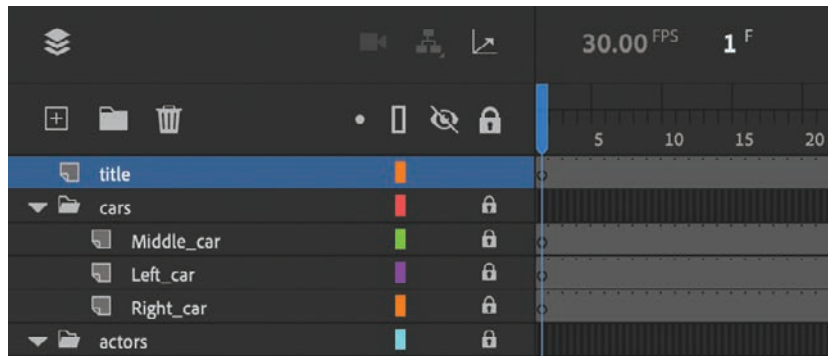 30.00 FPS 1 F
5 10 15 20
title
cars
Middle_car
Left_car
Right_car
actors